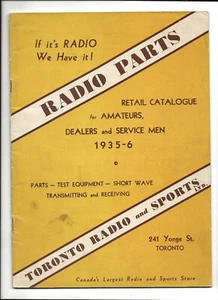 If it's RADIO
We Have it!
RADIO PARTS
RETAIL CATALOGUE
for AMATEURS,
DEALERS and SERVICE MEN
1935-6
PARTS - TEST EQUIPMENT - SHORT WAVE
TRANSMITTING and RECEIVING
TORONTO RADIO and SPORTS LTD.
241 Yonge St.
TORONTO
Canada's Largest Radio and Sports Store